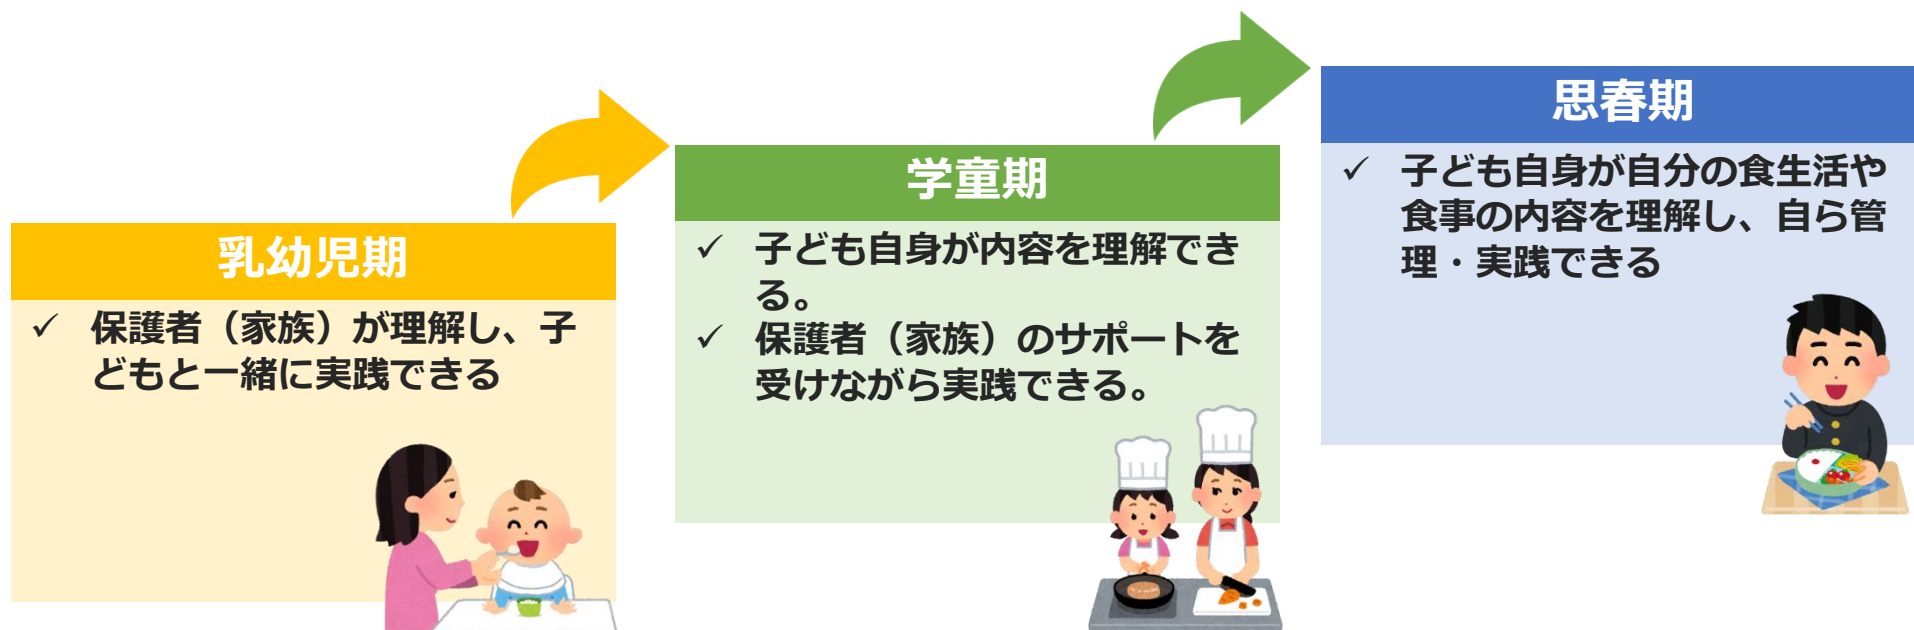 乳幼児期
✓ 保護者（家族）が理解し、子
どもと一緒に実践できる
学童期
✓ 子ども自身が内容を理解でき
る。
✓ 保護者（家族）のサポートを
受けながら実践できる。
思春期
✓ 子ども自身が自分の食生活や
食事の内容を理解し、自ら管
理・実践できる